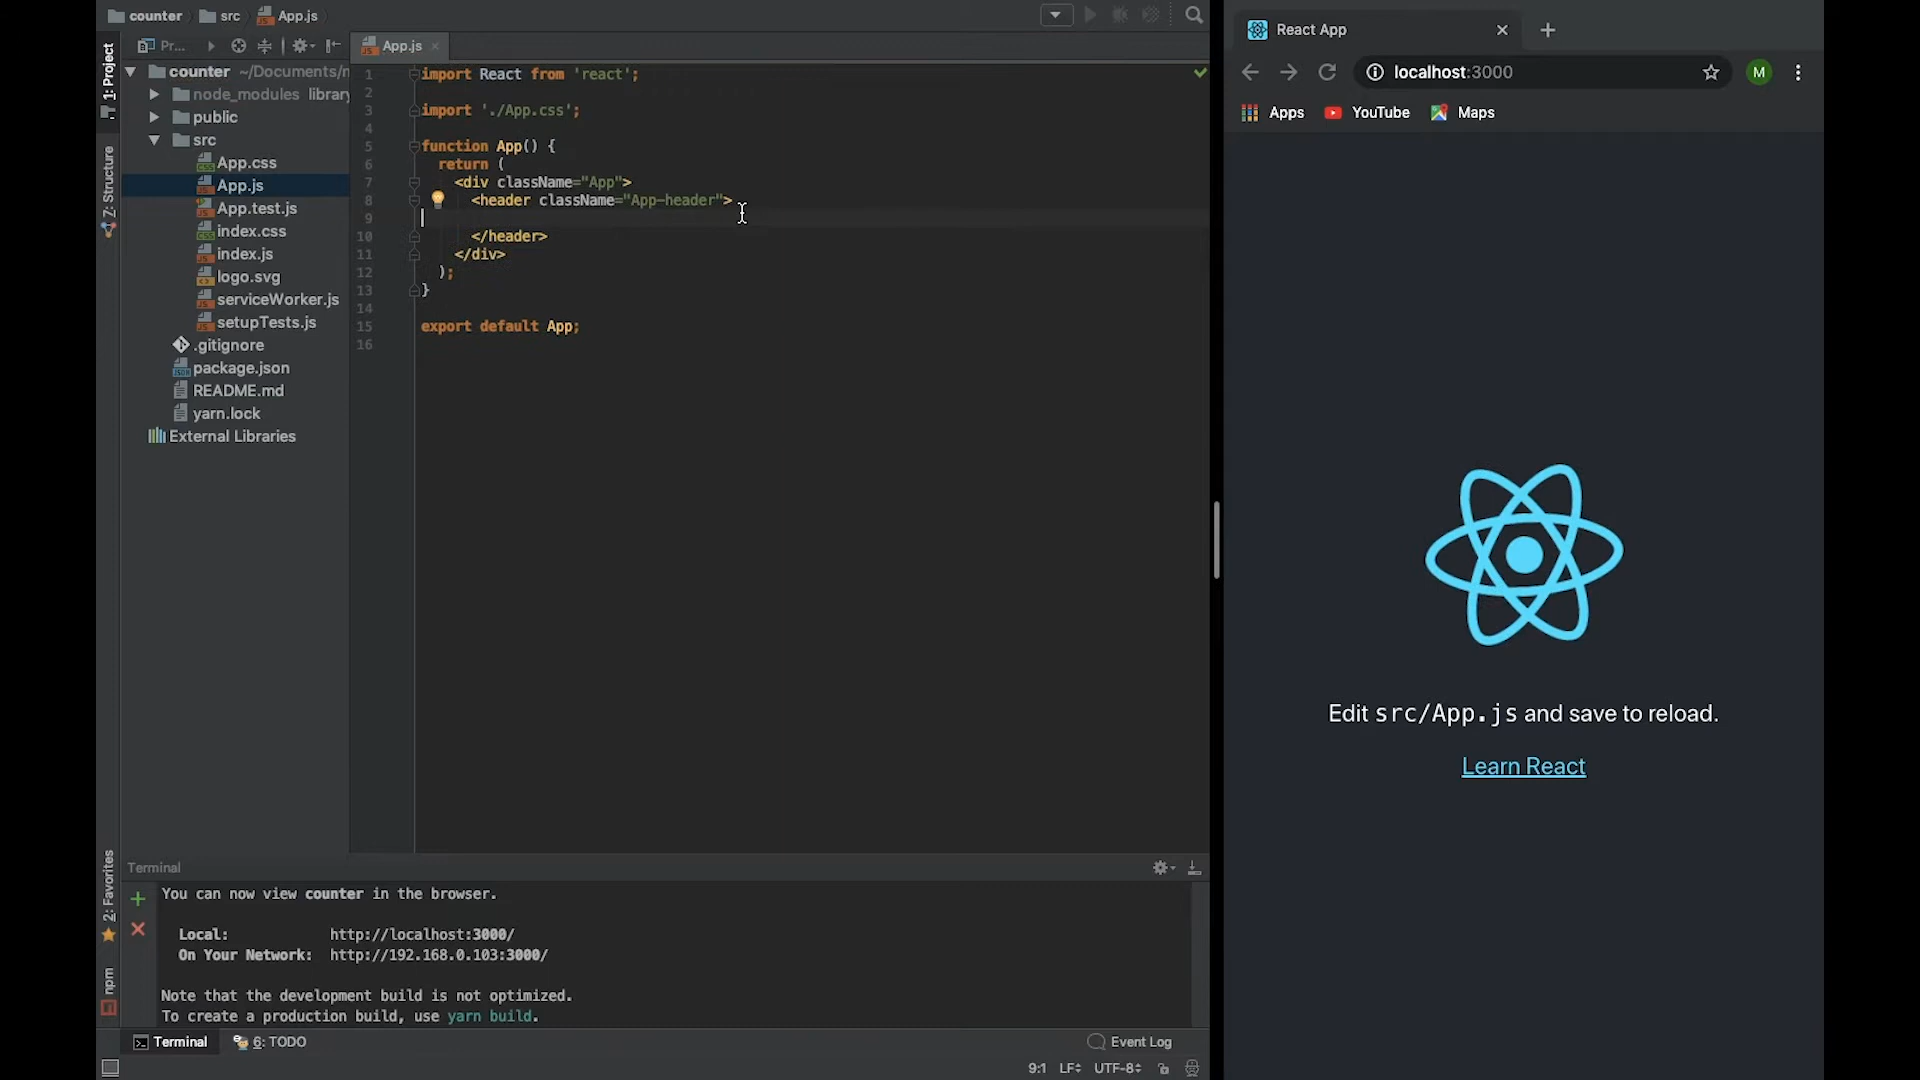 counter src App.js
1: Project
Z: Structure
2: Favorites
npm
Pr...
counter ~/Documents/n
node_modules library
public
src
App.css
App.js
App.test.js
index.css
index.js
logo.svg
serviceWorker.js
setupTests.js
.gitignore
package.json
README.md
yarn.lock
External Libraries
App.js
1 import React from 'react';
2
3 import './App.css';
4
5 function App() {
6 return (
7 <div className="App">
8 <header className="App-header">
9
10 </header>
11 </div>
12 );
13 }
14
15 export default App;
16
Terminal
You can now view counter in the browser.
Local: http://localhost:3000/
On Your Network: http://192.168.0.103:3000/
Note that the development build is not optimized.
To create a production build, use yarn build.
Terminal 6: TODO Event Log
9:1 LF UTF-8
React App
localhost:3000
M
Apps YouTube Maps
Edit src/App.js and save to reload.
Learn React